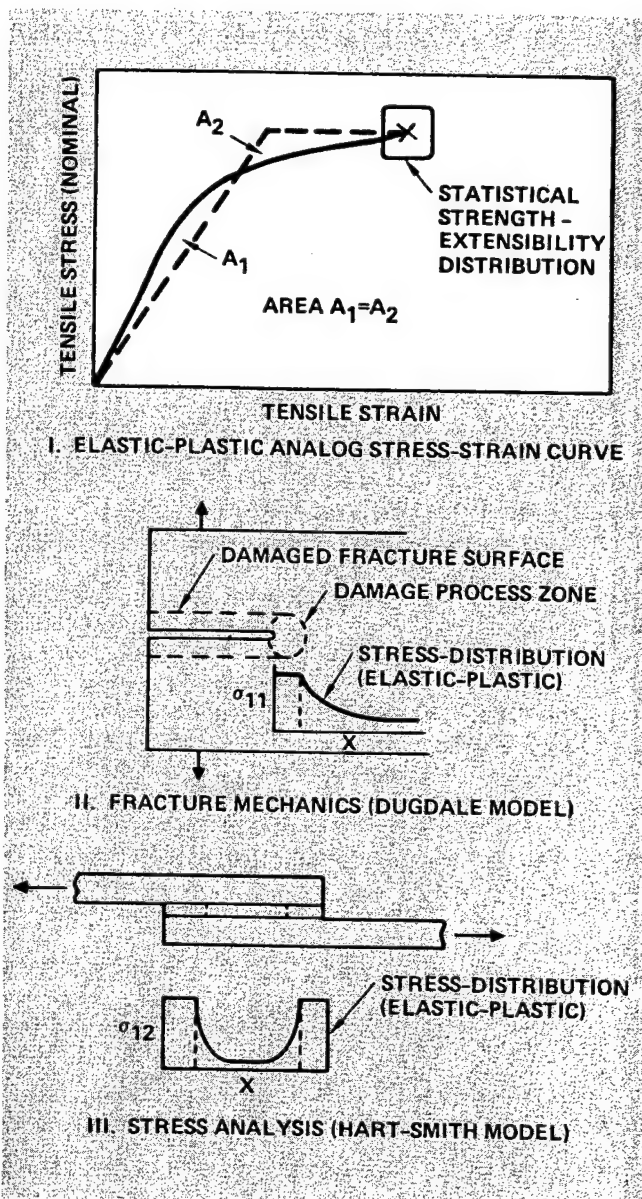 TENSILE STRESS (NOMINAL)
A2
A1
STATISTICAL
STRENGTH -
EXTENSIBILITY
DISTRIBUTION
AREA A1=A2
TENSILE STRAIN
I. ELASTIC-PLASTIC ANALOG STRESS-STRAIN CURVE
DAMAGED FRACTURE SURFACE
DAMAGE PROCESS ZONE
STRESS-DISTRIBUTION
(ELASTIC-PLASTIC)
σ11
X
II. FRACTURE MECHANICS (DUGDALE MODEL)
STRESS-DISTRIBUTION
(ELASTIC-PLASTIC)
σ12
X
III. STRESS ANALYSIS (HART-SMITH MODEL)